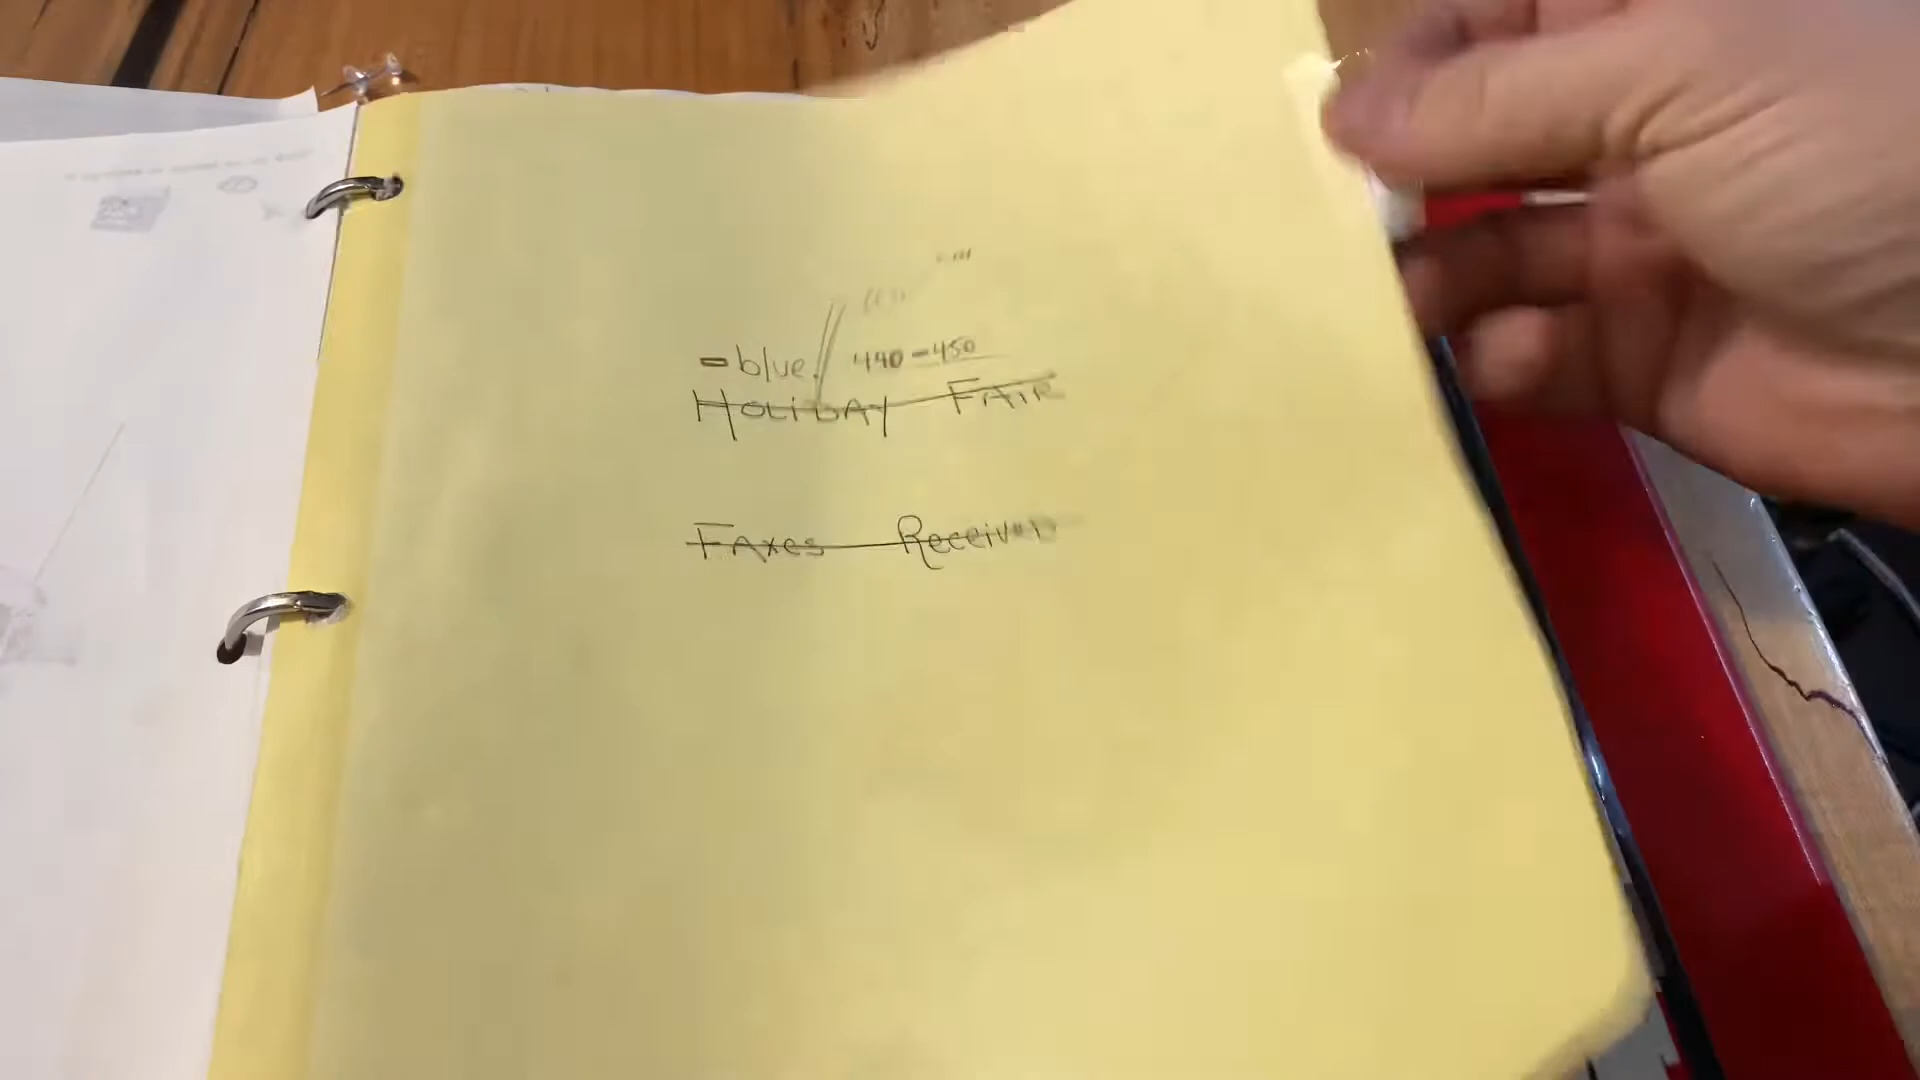 - blue. // 440-450
HOLiDAY FAIR
FAxes Received